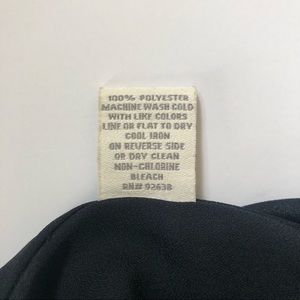 100% POLYESTER
MACHINE WASH COLD
WITH LIKE COLORS
LINE OR FLAT TO DRY
COOL IRON
ON REVERSE SIDE
OR DRY CLEAN
NON-CHLORINE
BLEACH
RN# 92638